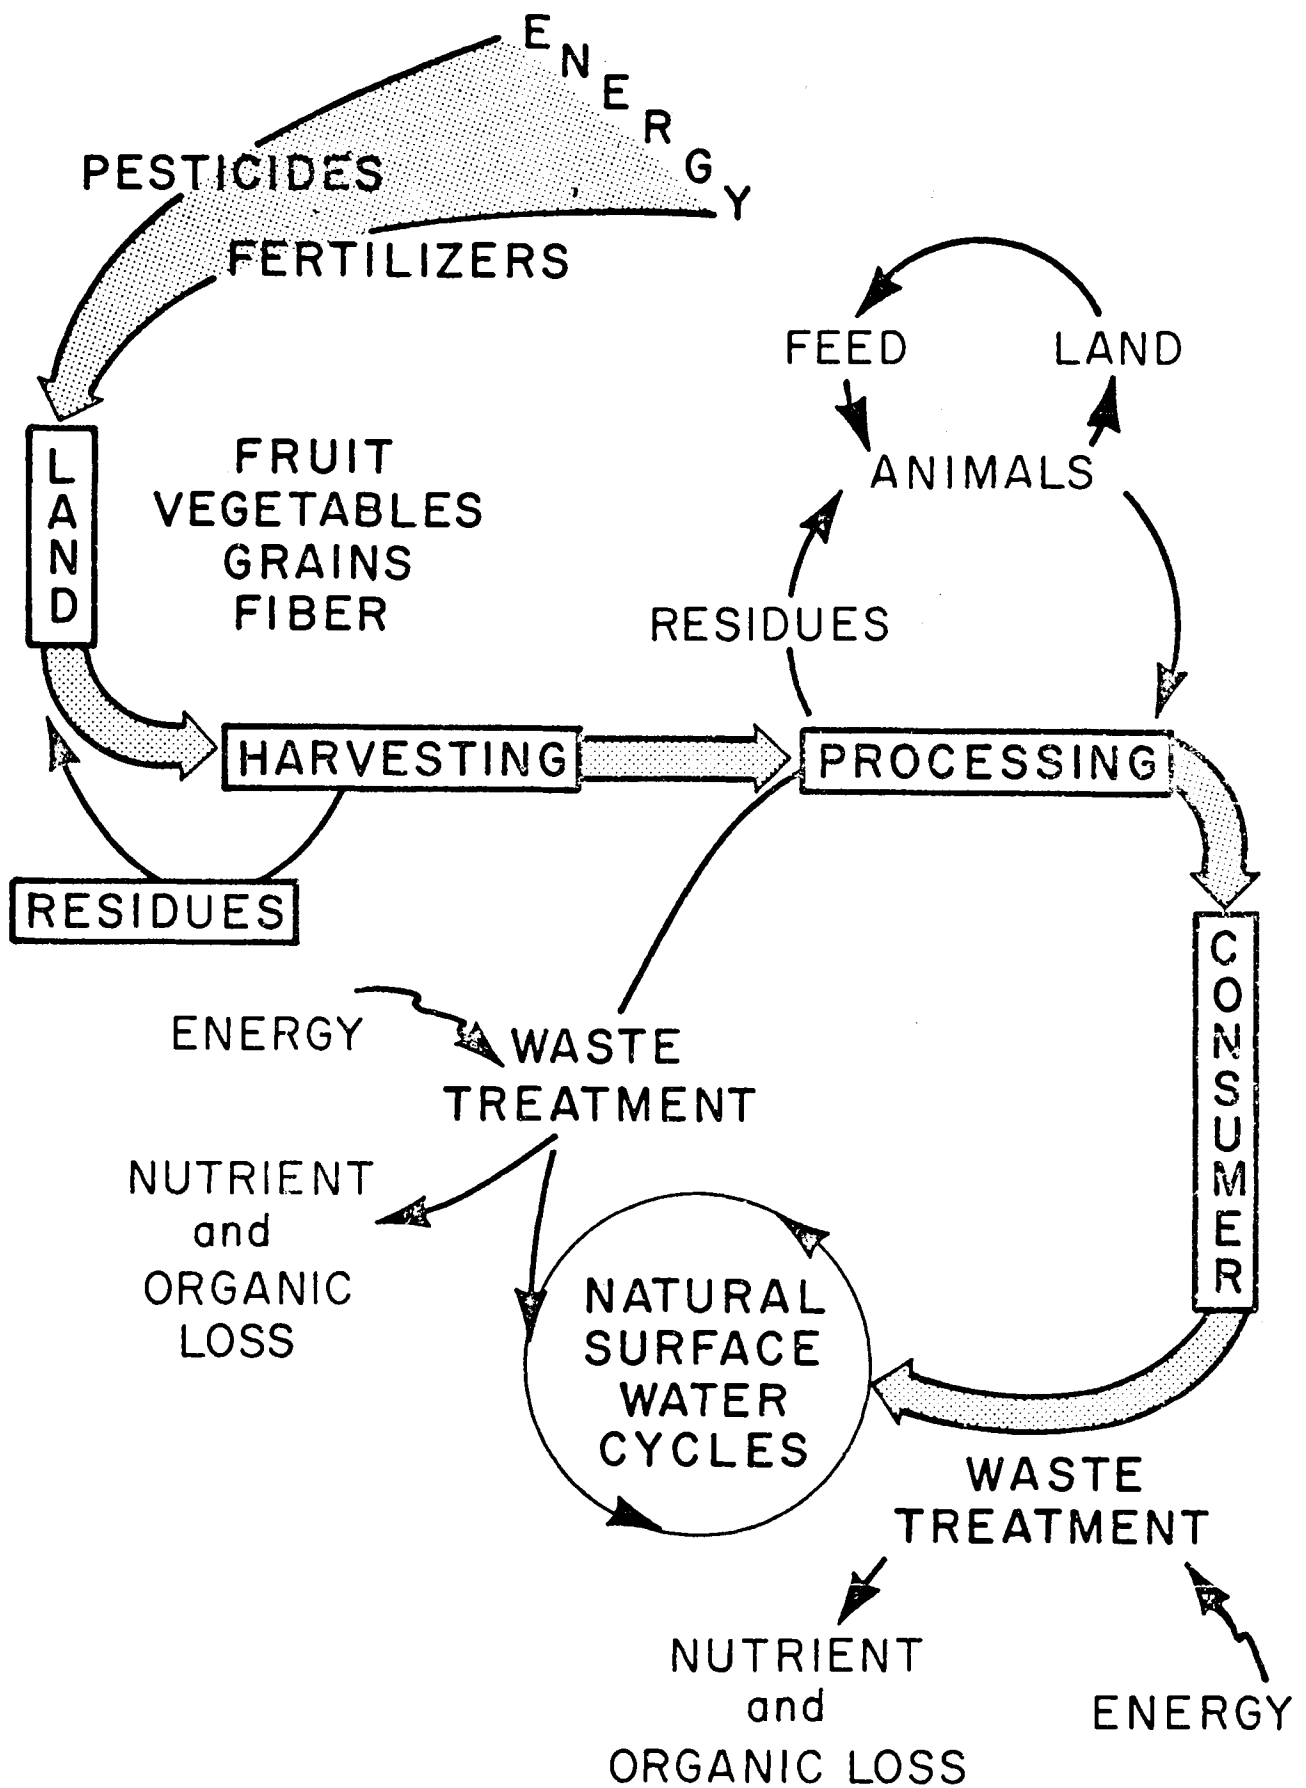 ENERGY
PESTICIDES
FERTILIZERS
FEED
LAND
ANIMALS
LAND
FRUIT
VEGETABLES
GRAINS
FIBER
RESIDUES
HARVESTING
PROCESSING
RESIDUES
CONSUMER
ENERGY
WASTE
TREATMENT
NUTRIENT
and
ORGANIC
LOSS
NATURAL
SURFACE
WATER
CYCLES
WASTE
TREATMENT
NUTRIENT
and
ORGANIC LOSS
ENERGY